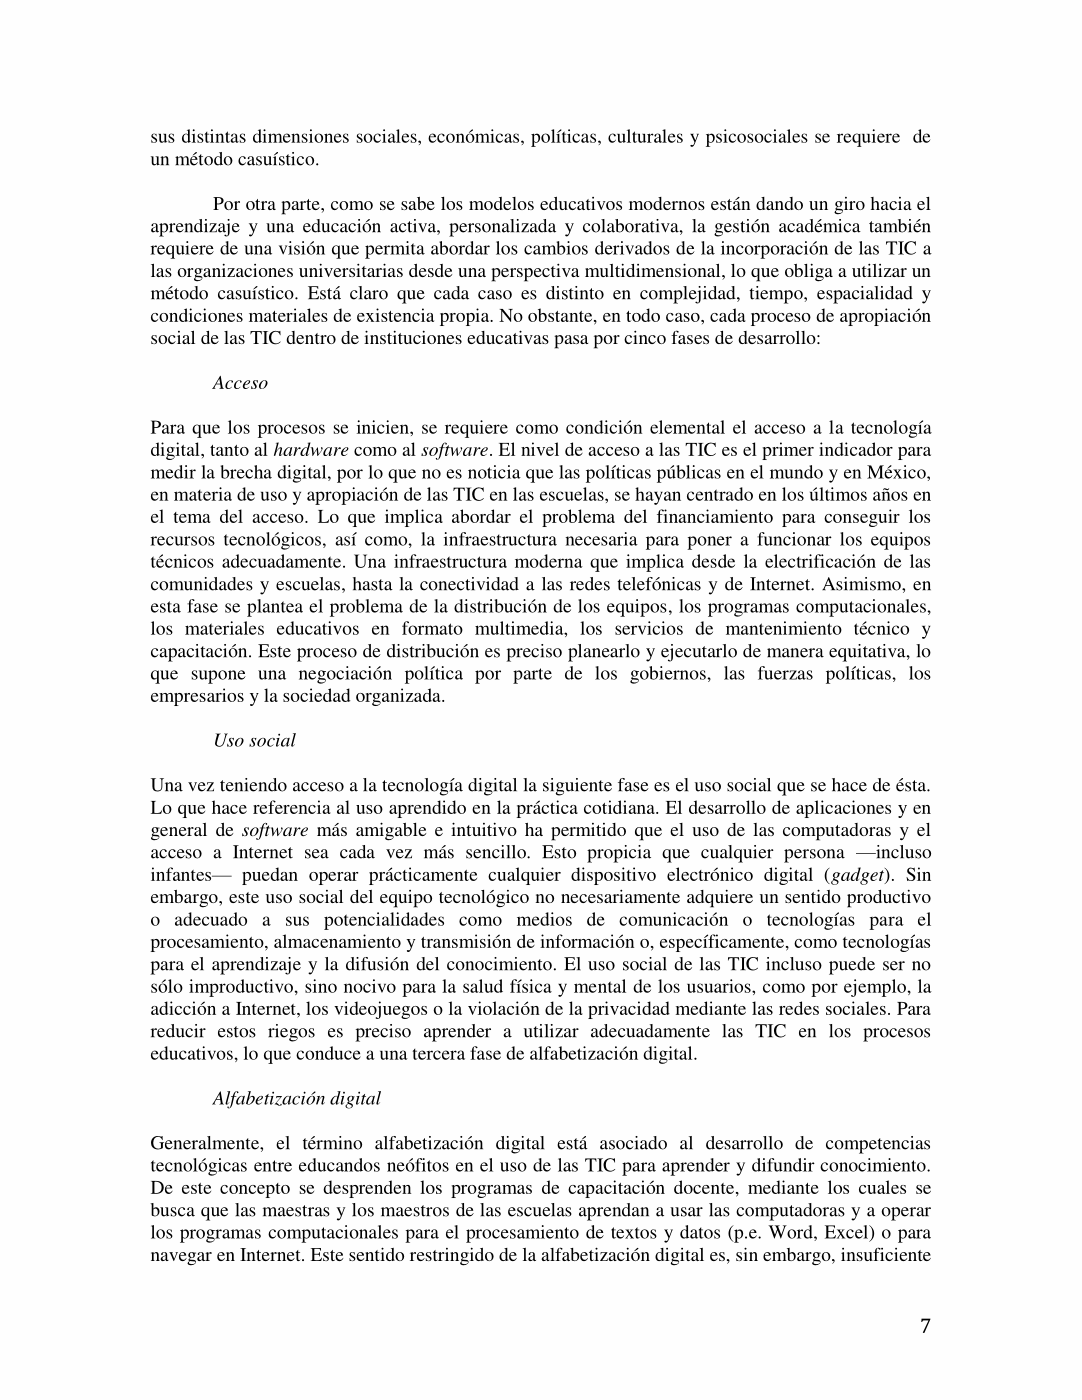 sus distintas dimensiones sociales, económicas, políticas, culturales y psicosociales se requiere de
un método casuístico.
Por otra parte, como se sabe los modelos educativos modernos están dando un giro hacia el
aprendizaje y una educación activa, personalizada y colaborativa, la gestión académica también
requiere de una visión que permita abordar los cambios derivados de la incorporación de las TIC a
las organizaciones universitarias desde una perspectiva multidimensional, lo que obliga a utilizar un
método casuístico. Está claro que cada caso es distinto en complejidad, tiempo, espacialidad y
condiciones materiales de existencia propia. No obstante, en todo caso, cada proceso de apropiación
social de las TIC dentro de instituciones educativas pasa por cinco fases de desarrollo:
Acceso
Para que los procesos se inicien, se requiere como condición elemental el acceso a la tecnología
digital, tanto al hardware como al software. El nivel de acceso a las TIC es el primer indicador para
medir la brecha digital, por lo que no es noticia que las políticas públicas en el mundo y en México,
en materia de uso y apropiación de las TIC en las escuelas, se hayan centrado en los últimos años en
el tema del acceso. Lo que implica abordar el problema del financiamiento para conseguir los
recursos tecnológicos, así como, la infraestructura necesaria para poner a funcionar los equipos
técnicos adecuadamente. Una infraestructura moderna que implica desde la electrificación de las
comunidades y escuelas, hasta la conectividad a las redes telefónicas y de Internet. Asimismo, en
esta fase se plantea el problema de la distribución de los equipos, los programas computacionales,
los materiales educativos en formato multimedia, los servicios de mantenimiento técnico y
capacitación. Este proceso de distribución es preciso planearlo y ejecutarlo de manera equitativa, lo
que supone una negociación política por parte de los gobiernos, las fuerzas políticas, los
empresarios y la sociedad organizada.
Uso social
Una vez teniendo acceso a la tecnología digital la siguiente fase es el uso social que se hace de ésta.
Lo que hace referencia al uso aprendido en la práctica cotidiana. El desarrollo de aplicaciones y en
general de software más amigable e intuitivo ha permitido que el uso de las computadoras y el
acceso a Internet sea cada vez más sencillo. Esto propicia que cualquier persona —incluso
infantes— puedan operar prácticamente cualquier dispositivo electrónico digital (gadget). Sin
embargo, este uso social del equipo tecnológico no necesariamente adquiere un sentido productivo
o adecuado a sus potencialidades como medios de comunicación o tecnologías para el
procesamiento, almacenamiento y transmisión de información o, específicamente, como tecnologías
para el aprendizaje y la difusión del conocimiento. El uso social de las TIC incluso puede ser no
sólo improductivo, sino nocivo para la salud física y mental de los usuarios, como por ejemplo, la
adicción a Internet, los videojuegos o la violación de la privacidad mediante las redes sociales. Para
reducir estos riegos es preciso aprender a utilizar adecuadamente las TIC en los procesos
educativos, lo que conduce a una tercera fase de alfabetización digital.
Alfabetización digital
Generalmente, el término alfabetización digital está asociado al desarrollo de competencias
tecnológicas entre educandos neófitos en el uso de las TIC para aprender y difundir conocimiento.
De este concepto se desprenden los programas de capacitación docente, mediante los cuales se
busca que las maestras y los maestros de las escuelas aprendan a usar las computadoras y a operar
los programas computacionales para el procesamiento de textos y datos (p.e. Word, Excel) o para
navegar en Internet. Este sentido restringido de la alfabetización digital es, sin embargo, insuficiente
7